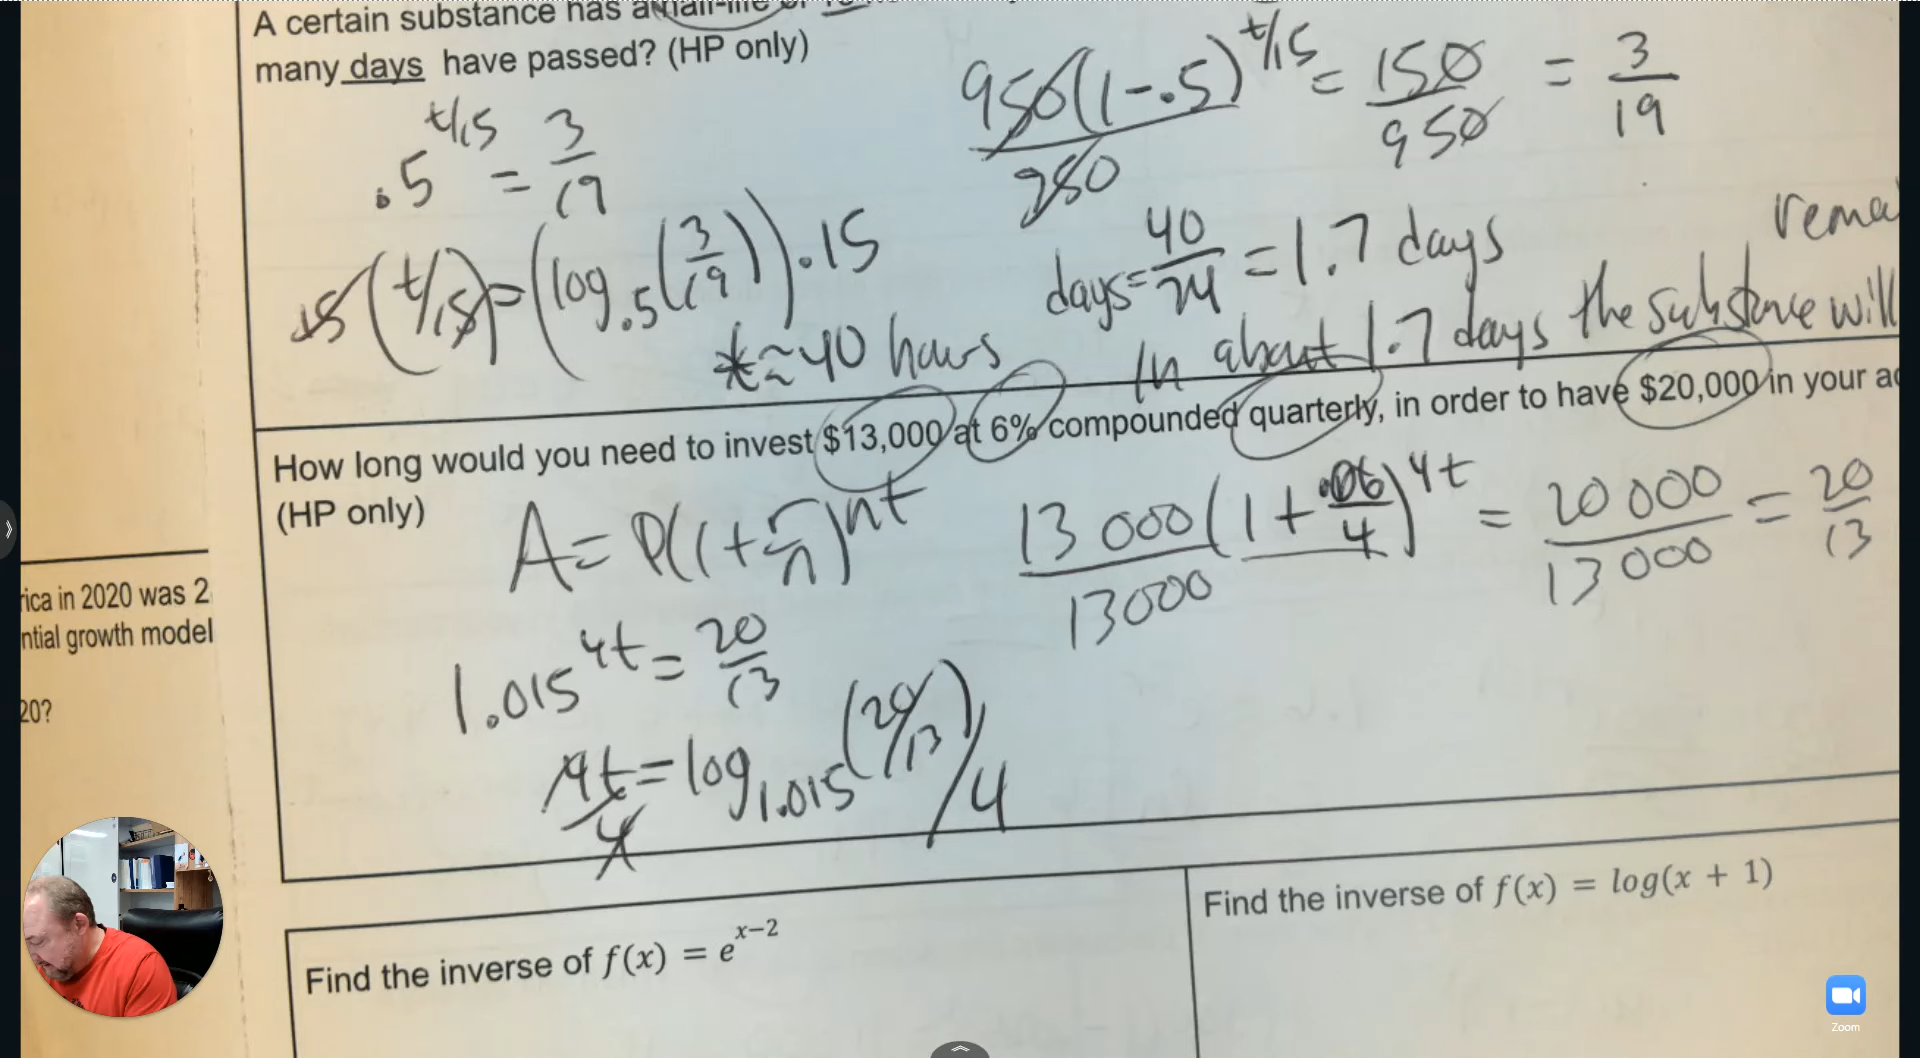 A certain substance has a half-life of
many days have passed? (HP only)
950(1-.5)^t/15 = 150/950 = 3/19
950
.5^t/15 = 3/19
15(t/15) = (log.5(3/19)).15
t≈40 hours
days = 40/24 = 1.7 days
In about 1.7 days the substance will
rema
How long would you need to invest $13,000 at 6% compounded quarterly, in order to have $20,000 in your ac
(HP only)
A = P(1+r/n)^nt
13 000(1+.06/4)^4t = 20 000/13 000 = 20/13
13000
1.015^4t = 20/13
4t/4 = log1.015(20/13)/4
rica in 2020 was 2
ntial growth model
20?
Find the inverse of f(x) = e^x−2
Find the inverse of f(x) = log(x + 1)
Zoom